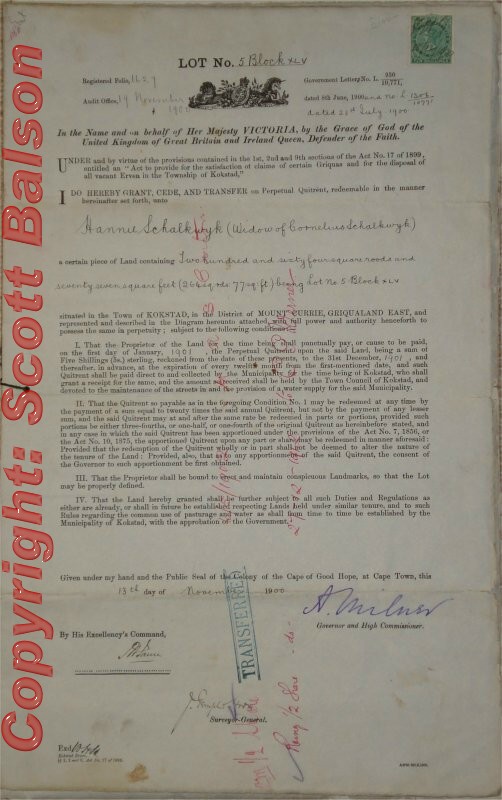 LOT No. 5 Block XLV
Registered Folio, 1627
Government Letters No. L. 950/10,771,
Audit Office, 19 November 1900
dated 8th June, 1900 and No. L 1306/10771
dated 23rd July 1900
In the Name and on behalf of Her Majesty VICTORIA, by the Grace of God of the
United Kingdom of Great Britain and Ireland Queen, Defender of the Faith.
UNDER and by virtue of the provisions contained in the 1st, 2nd and 9th sections of the Act No. 17 of 1899,
entitled an "Act to provide for the satisfaction of claims of certain Griquas and for the disposal
of all vacant Erven in the Township of Kokstad,"
I DO HEREBY GRANT, CEDE, AND TRANSFER on Perpetual Quitrent, redeemable in the manner
hereinafter set forth, unto
Hannie Schalkwyk (Widow of Cornelius Schalkwyk)
a certain piece of Land containing Two hundred and sixty four square roods and
seventy seven square feet (264 sq rds 77 sq ft) being Lot No 5 Block XLV
situated in the Town of KOKSTAD, in the District of MOUNT CURRIE, GRIQUALAND EAST, and
represented and described in the Diagram hereunto attached, with full power and authority henceforth to
possess the same in perpetuity; subject to the following conditions:
I. That the Proprietor of the Land for the time being shall punctually pay, or cause to be paid,
on the first day of January, 1901, the Perpetual Quitrent upon the said Land, being a sum of
Five Shillings (5s.) sterling, reckoned from the date of these presents, to the 31st December, 1901; and
thereafter, in advance, at the expiration of every twelve month from the first-mentioned date, and such
Quitrent shall be paid direct to and collected by the Municipality for the time being of Kokstad, who shall
grant a receipt for the same, and the amount so received shall be held by the Town Council of Kokstad, and
devoted to the maintenance of the streets in and the provision of a water supply for the said Municipality.
II. That the Quitrent so payable as in the foregoing Condition No. 1 may be redeemed at any time by
the payment of a sum equal to twenty times the said annual Quitrent, but not by the payment of any lesser
sum, and the said Quitrent may at and after the same rate be redeemed in parts or portions, provided such
portions be either three-fourths, or one-half, or one-fourth of the original Quitrent as hereinbefore stated, and
in any case in which the said Quitrent has been apportioned under the provisions of the Act No. 7, 1856, or
the Act No. 10, 1875, the apportioned Quitrent upon any part or share may be redeemed in manner aforesaid:
Provided that the redemption of the Quitrent wholly or in part shall not be deemed to alter the nature of
the tenure of the Land: Provided, also, that as to any apportionment of the said Quitrent, the consent of
the Governor to such apportionment be first obtained.
III. That the Proprietor shall be bound to erect and maintain conspicuous Landmarks, so that the Lot
may be properly defined.
IV. That the Land hereby granted shall be further subject to all such Duties and Regulations as
either are already, or shall in future be established respecting Lands held under similar tenure, and to such
Rules regarding the common use of pasturage and water as shall from time to time be established by the
Municipality of Kokstad, with the approbation of the Government.
Given under my hand and the Public Seal of the Colony of the Cape of Good Hope, at Cape Town, this
13th day of November 1900
A. Milner
Governor and High Commissioner.
By His Excellency's Command,
TRANSFERRED
Surveyor-General.
Exd
Copyright: Scott Balson